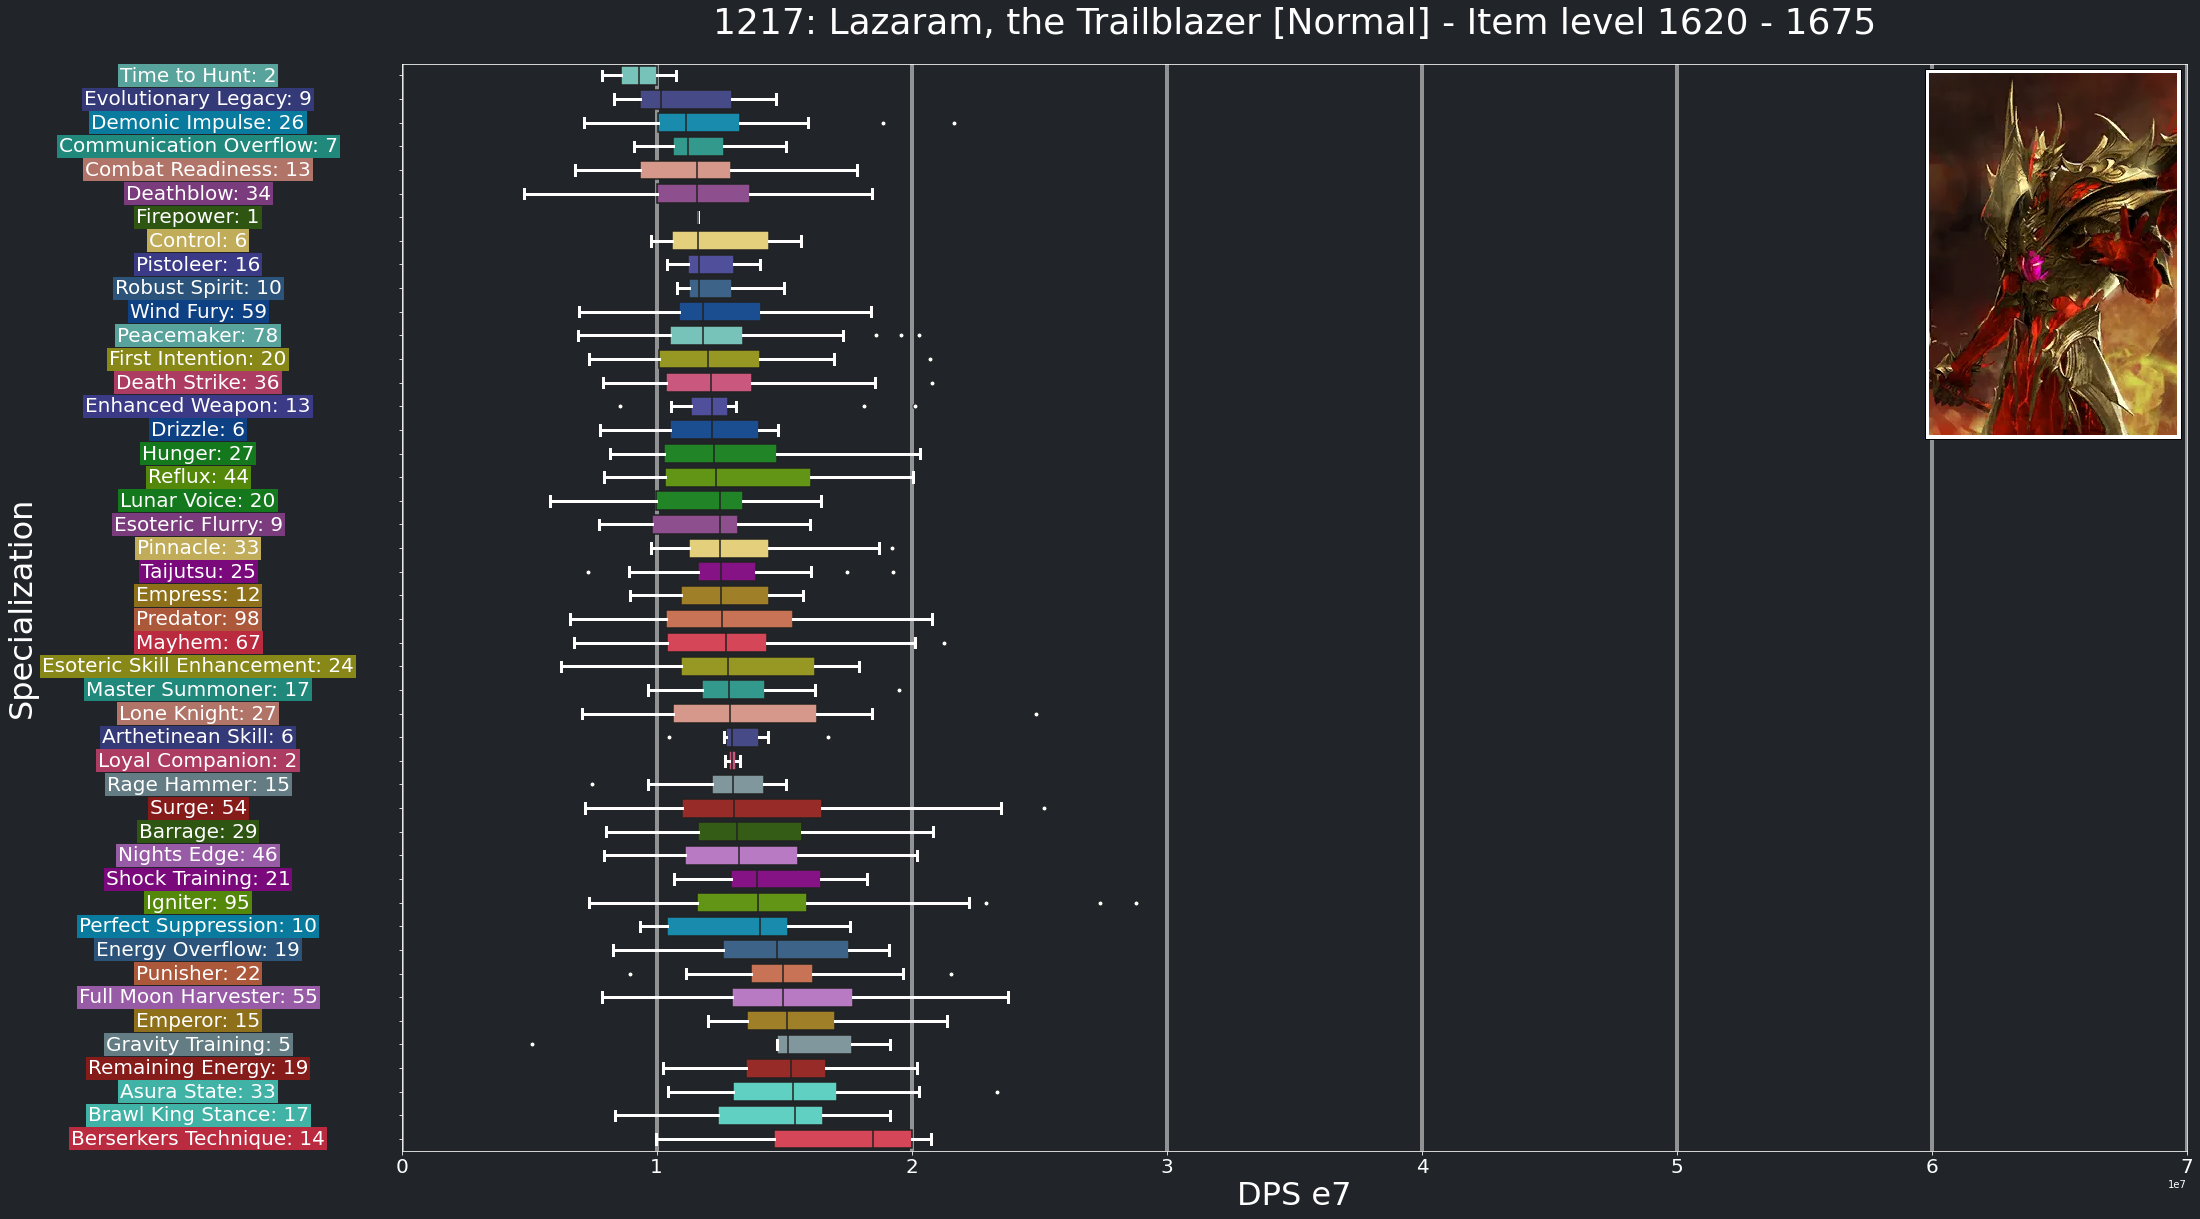 1217: Lazaram, the Trailblazer [Normal] - Item level 1620 - 1675
Specialization
Time to Hunt: 2
Evolutionary Legacy: 9
Demonic Impulse: 26
Communication Overflow: 7
Combat Readiness: 13
Deathblow: 34
Firepower: 1
Control: 6
Pistoleer: 16
Robust Spirit: 10
Wind Fury: 59
Peacemaker: 78
First Intention: 20
Death Strike: 36
Enhanced Weapon: 13
Drizzle: 6
Hunger: 27
Reflux: 44
Lunar Voice: 20
Esoteric Flurry: 9
Pinnacle: 33
Taijutsu: 25
Empress: 12
Predator: 98
Mayhem: 67
Esoteric Skill Enhancement: 24
Master Summoner: 17
Lone Knight: 27
Arthetinean Skill: 6
Loyal Companion: 2
Rage Hammer: 15
Surge: 54
Barrage: 29
Nights Edge: 46
Shock Training: 21
Igniter: 95
Perfect Suppression: 10
Energy Overflow: 19
Punisher: 22
Full Moon Harvester: 55
Emperor: 15
Gravity Training: 5
Remaining Energy: 19
Asura State: 33
Brawl King Stance: 17
Berserkers Technique: 14
0 1 2 3 4 5 6 7
1e7
DPS e7